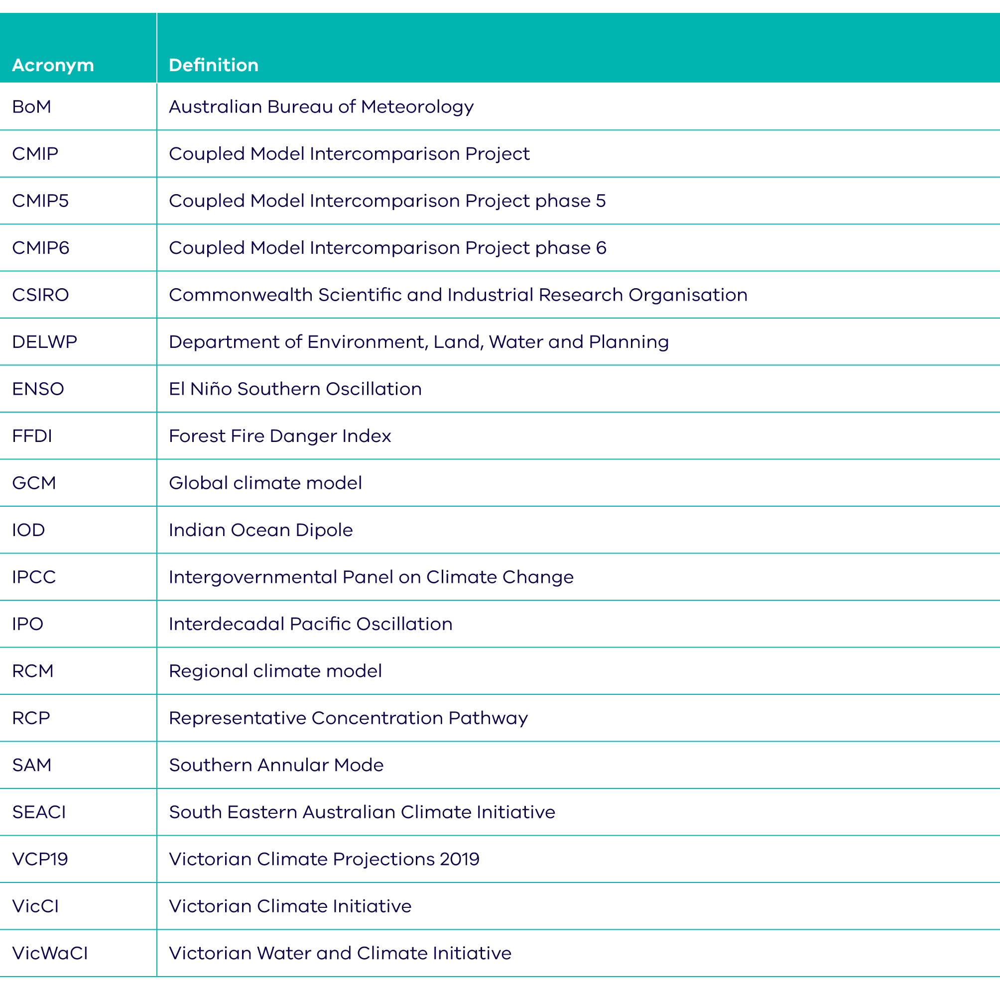 Acronym Definition
BoM Australian Bureau of Meteorology
CMIP Coupled Model Intercomparison Project
CMIP5 Coupled Model Intercomparison Project phase 5
CMIP6 Coupled Model Intercomparison Project phase 6
CSIRO Commonwealth Scientific and Industrial Research Organisation
DELWP Department of Environment, Land, Water and Planning
ENSO El Niño Southern Oscillation
FFDI Forest Fire Danger Index
GCM Global climate model
IOD Indian Ocean Dipole
IPCC Intergovernmental Panel on Climate Change
IPO Interdecadal Pacific Oscillation
RCM Regional climate model
RCP Representative Concentration Pathway
SAM Southern Annular Mode
SEACI South Eastern Australian Climate Initiative
VCP19 Victorian Climate Projections 2019
VicCI Victorian Climate Initiative
VicWaCI Victorian Water and Climate Initiative